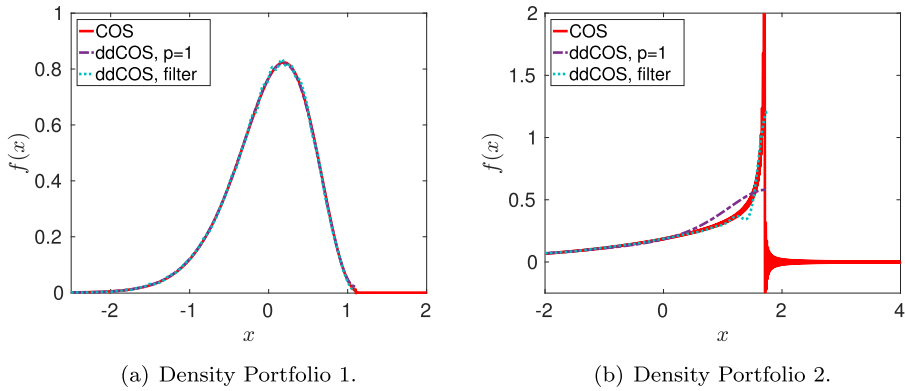 COS
ddCOS, p=1
ddCOS, filter
1
0.8
0.6
0.4
0.2
0
f(x)
-2 -1 0 1 2
x
(a) Density Portfolio 1.
COS
ddCOS, p=1
ddCOS, filter
2
1.5
1
0.5
0
f(x)
-2 0 2 4
x
(b) Density Portfolio 2.